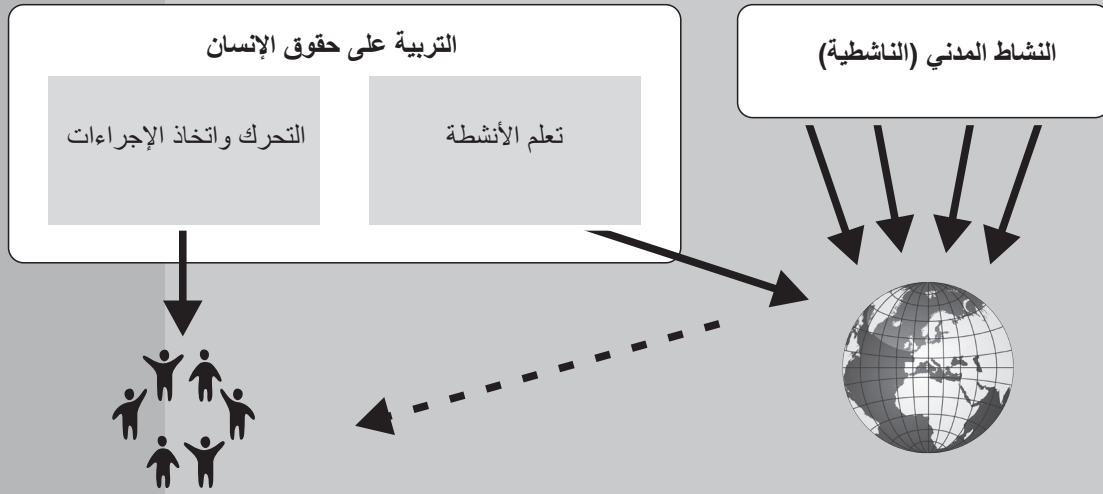 النشاط المدني (الناشطية)
التربية على حقوق الإنسان
تعلم الأنشطة
التحرك واتخاذ الإجراءات